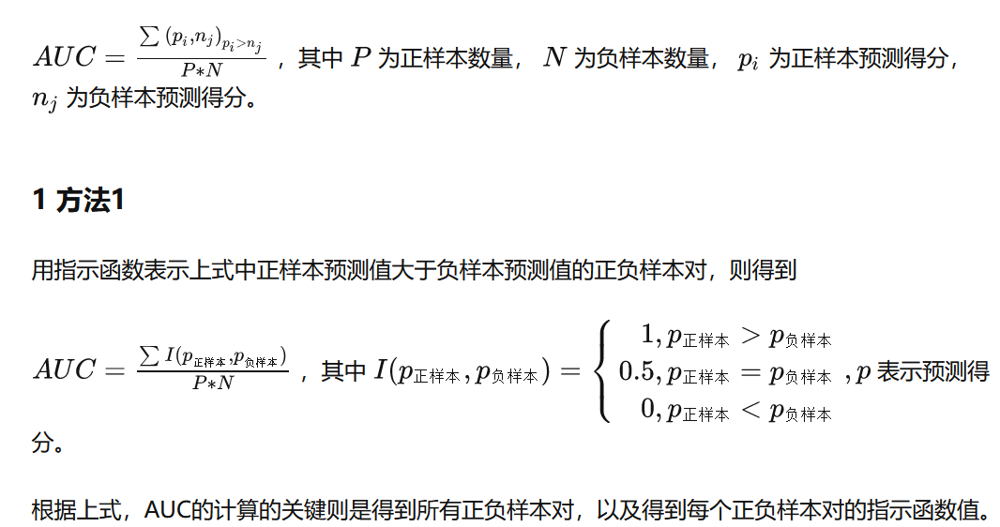 $AUC = \frac{\sum (p_i, n_j)_{p_i > n_j}}{P*N}$ ，其中 $P$ 为正样本数量， $N$ 为负样本数量， $p_i$ 为正样本预测得分，
$n_j$ 为负样本预测得分。
1 方法1
用指示函数表示上式中正样本预测值大于负样本预测值的正负样本对，则得到
$AUC = \frac{\sum I(p_{正样本}, p_{负样本})}{P*N}$ ，其中 $I(p_{正样本}, p_{负样本}) = \begin{cases} 1, p_{正样本} > p_{负样本} \\ 0.5, p_{正样本} = p_{负样本} \\ 0, p_{正样本} < p_{负样本} \end{cases}$ , $p$ 表示预测得
分。
根据上式，AUC的计算的关键则是得到所有正负样本对，以及得到每个正负样本对的指示函数值。